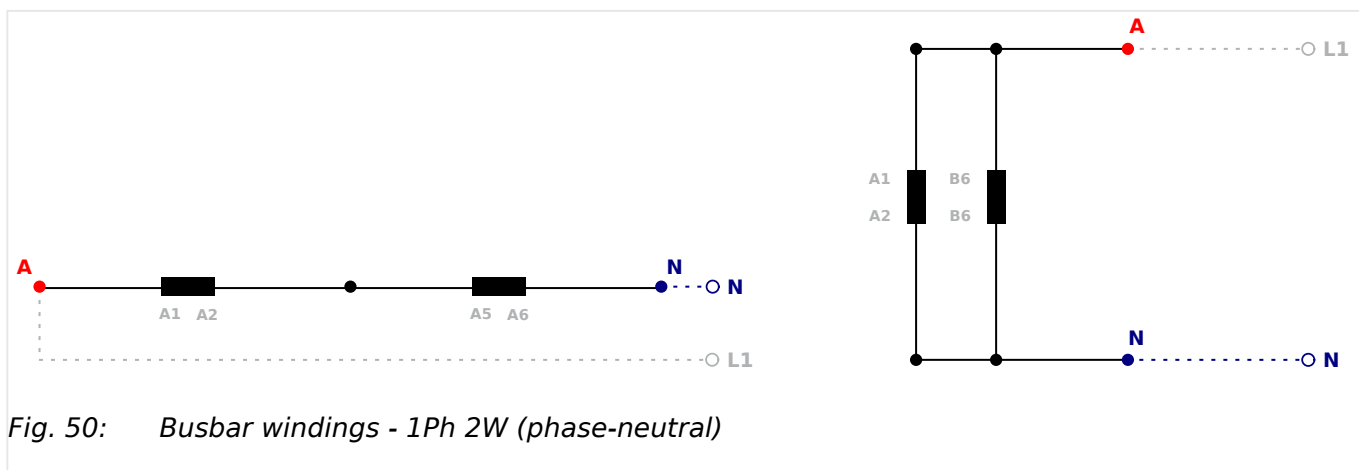 A
L1
A1
B6
A2
B6
A
N
N
A1 A2
A5 A6
N
N
L1
Fig. 50: Busbar windings - 1Ph 2W (phase-neutral)